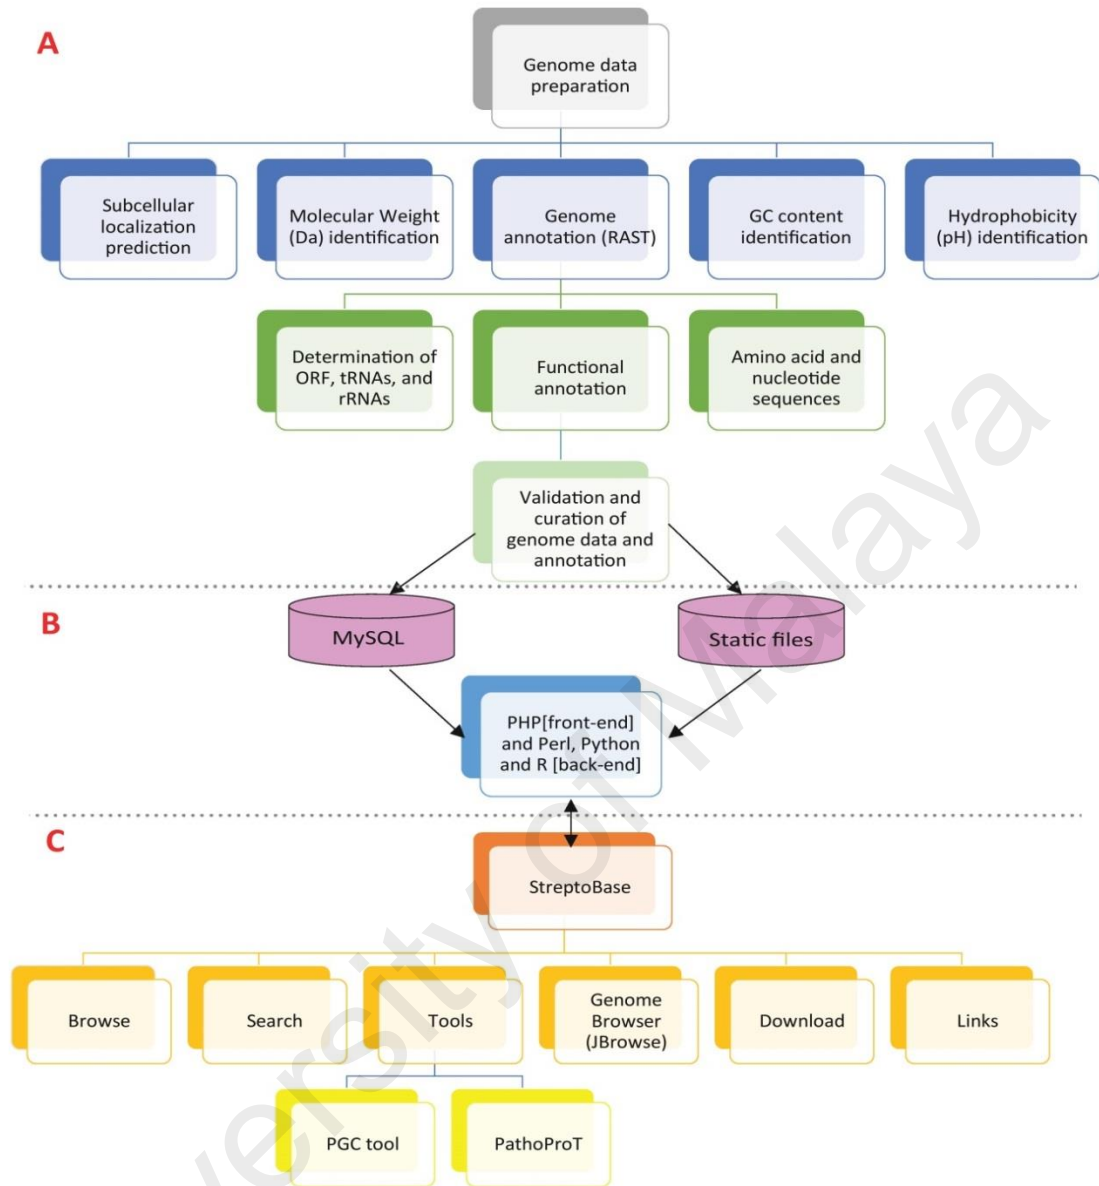 A
Genome data
preparation
Subcellular
localization
prediction
Molecular Weight
(Da) identification
Genome
annotation (RAST)
GC content
identification
Hydrophobicity
(pH) identification
Determination of
ORF, tRNAs, and
rRNAs
Functional
annotation
Amino acid and
nucleotide
sequences
Validation and
curation of
genome data and
annotation
B
MySQL
Static files
PHP[front-end]
and Perl, Python
and R [back-end]
C
StreptoBase
Browse
Search
Tools
Genome
Browser
(JBrowse)
Download
Links
PGC tool
PathoProT
versity of Malaya